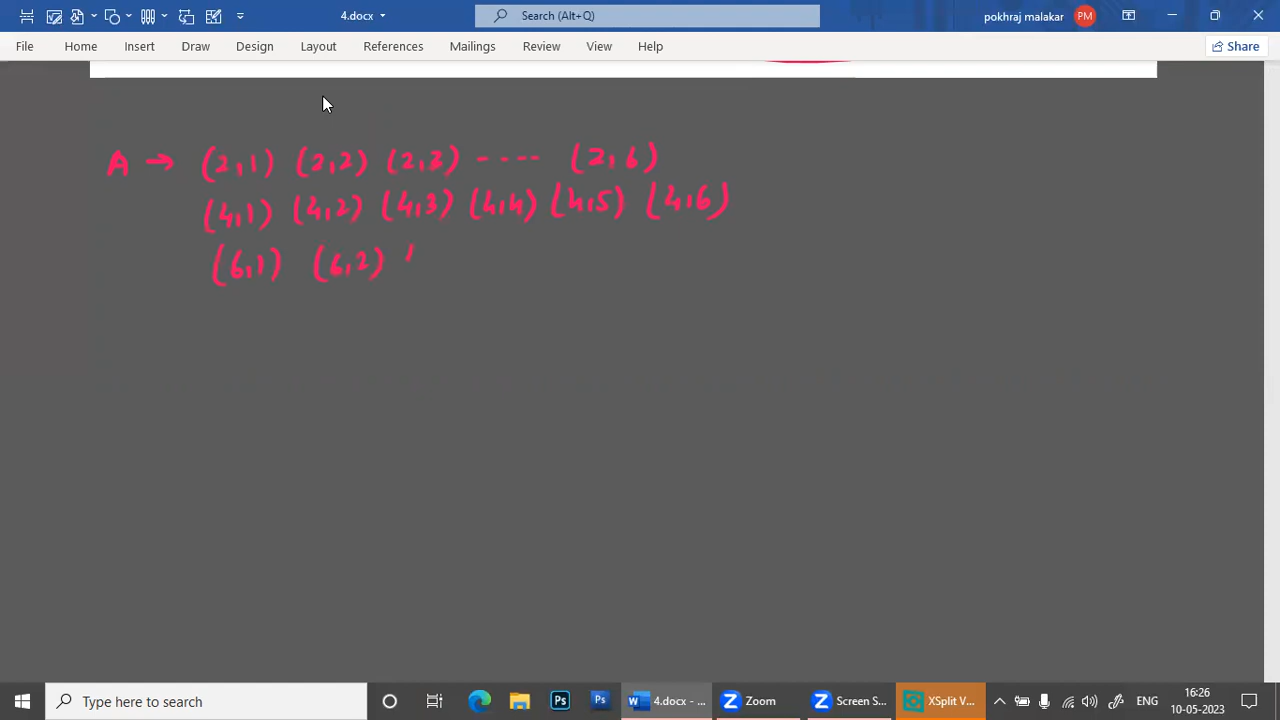 4.docx
Search (Alt+Q)
pokhraj malakar PM
File Home Insert Draw Design Layout References Mailings Review View Help Share
A → (2,1) (2,2) (2,3) ---- (2,6)
(4,1) (4,2) (4,3) (4,4) (4,5) (4,6)
(6,1) (6,2)
Type here to search
Ps
Ps
4.docx - ...
Zoom
Screen S...
XSplit V...
ENG
16:26
10-05-2023